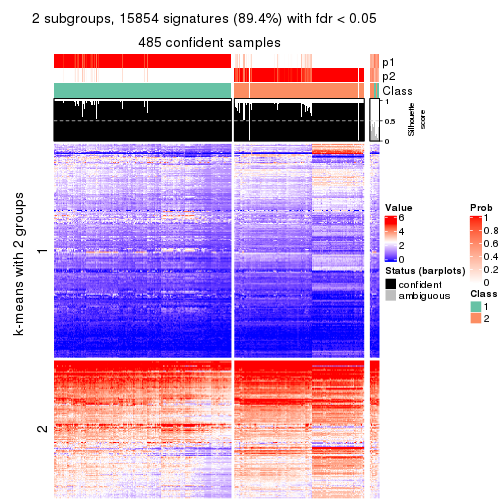 2 subgroups, 15854 signatures (89.4%) with fdr < 0.05
485 confident samples
p1
p2
Class
1
0.5
0
Silhouette
score
k-means with 2 groups
1
2
Value
6
4
2
0
Status (barplots)
confident
ambiguous
Prob
1
0.8
0.6
0.4
0.2
0
Class
1
2